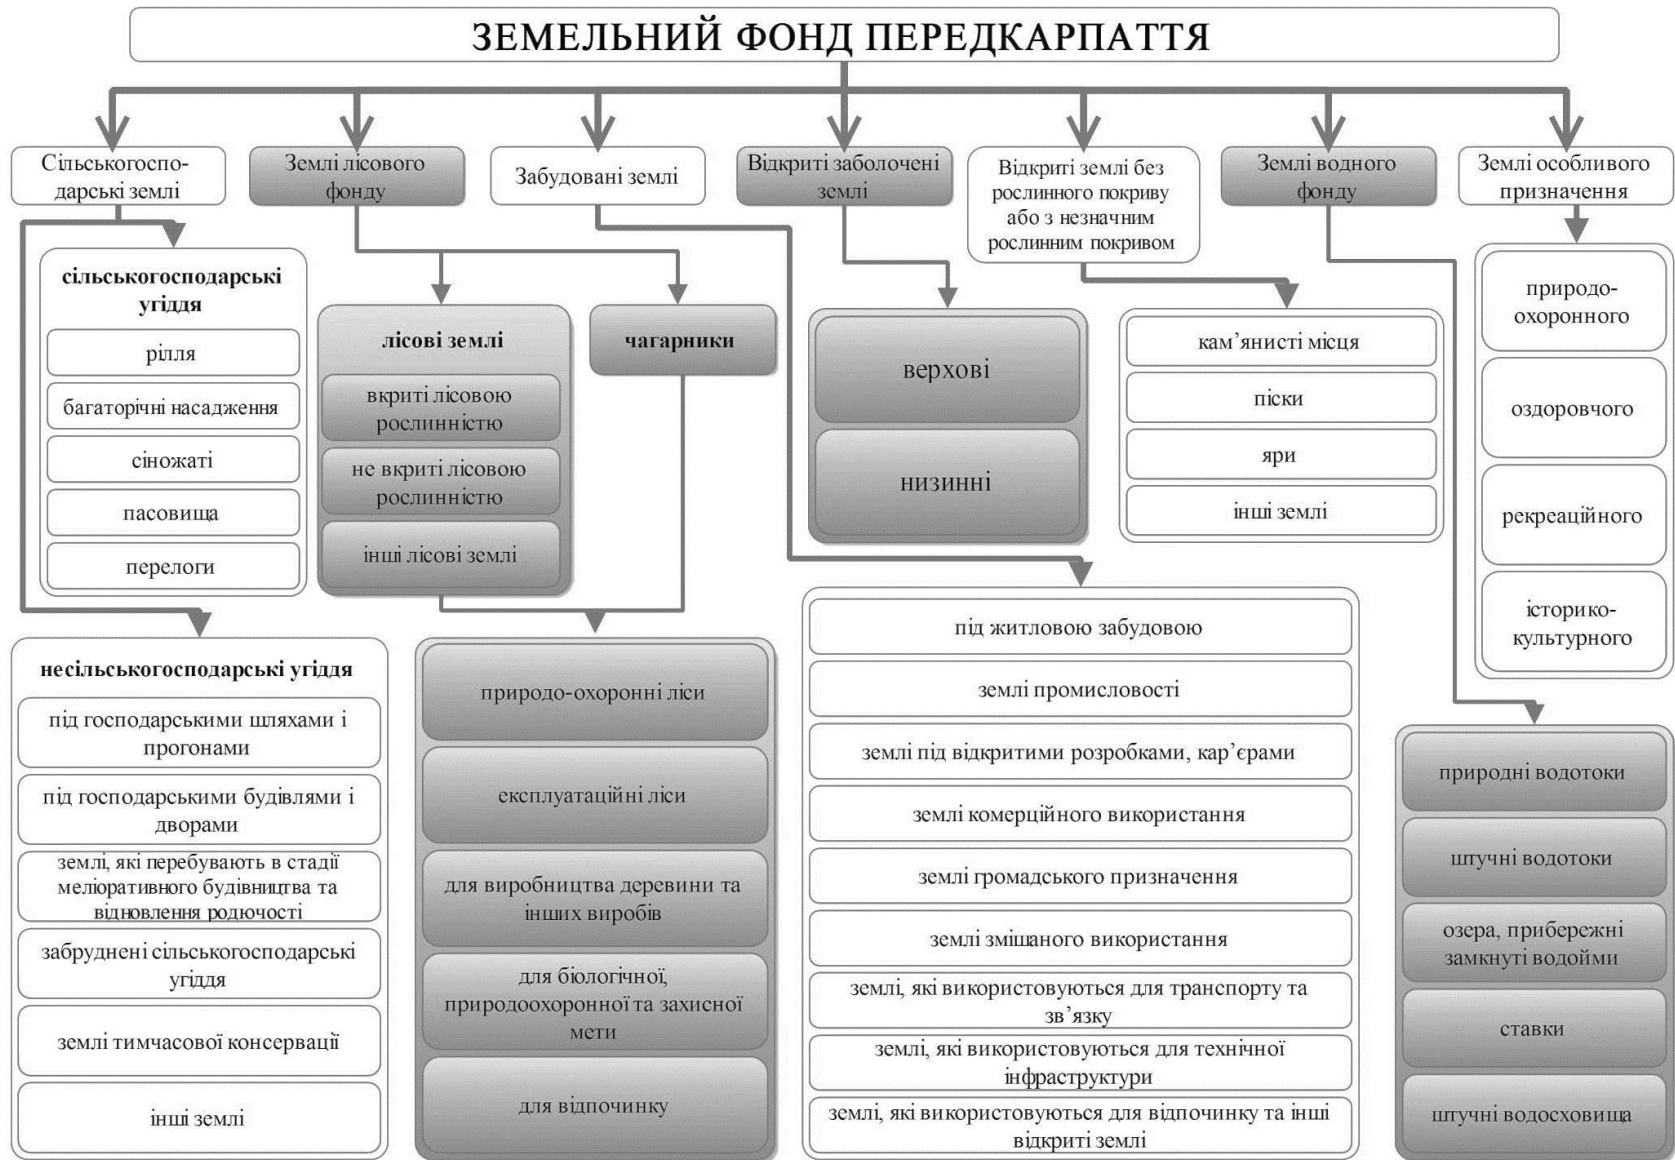 ЗЕМЕЛЬНИЙ ФОНД ПЕРЕДКАРПАТТЯ
Сільськогоспо-
дарські землі
Землі лісового
фонду
Забудовані землі
Відкриті заболочені
землі
Відкриті землі без
рослинного покриву
або з незначним
рослинним покривом
Землі водного
фонду
Землі особливого
призначення
сільськогосподарські
угіддя
рілля
багаторічні насадження
сіножаті
пасовища
перелоги
лісові землі
вкриті лісовою
рослинністю
не вкриті лісовою
рослинністю
інші лісові землі
чагарники
верхові
низинні
кам’янисті місця
піски
яри
інші землі
природо-
охоронного
оздоровчого
рекреаційного
історико-
культурного
несільськогосподарські угіддя
під господарськими шляхами і
прогонами
під господарськими будівлями і
дворами
землі, які перебувають в стадії
меліоративного будівництва та
відновлення родючості
забруднені сільськогосподарські
угіддя
землі тимчасової консервації
інші землі
природо-охоронні ліси
експлуатаційні ліси
для виробництва деревини та
інших виробів
для біологічної,
природоохоронної та захисної
мети
для відпочинку
під житловою забудовою
землі промисловості
землі під відкритими розробками, кар’єрами
землі комерційного використання
землі громадського призначення
землі змішаного використання
землі, які використовуються для транспорту та
зв’язку
землі, які використовуються для технічної
інфраструктури
землі, які використовуються для відпочинку та інші
відкриті землі
природні водотоки
штучні водотоки
озера, прибережні
замкнуті водойми
ставки
штучні водосховища